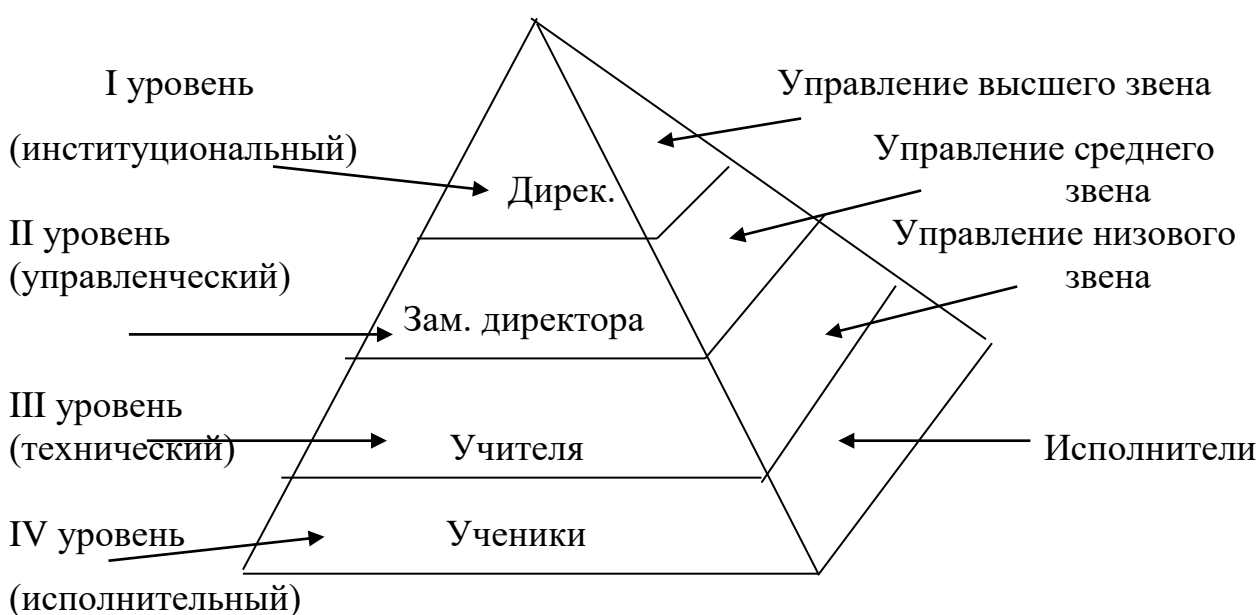 I уровень
(институциональный)
II уровень
(управленческий)
III уровень
(технический)
IV уровень
(исполнительный)
Дирек.
Зам. директора
Учителя
Ученики
Управление высшего звена
Управление среднего
звена
Управление низового
звена
Исполнители